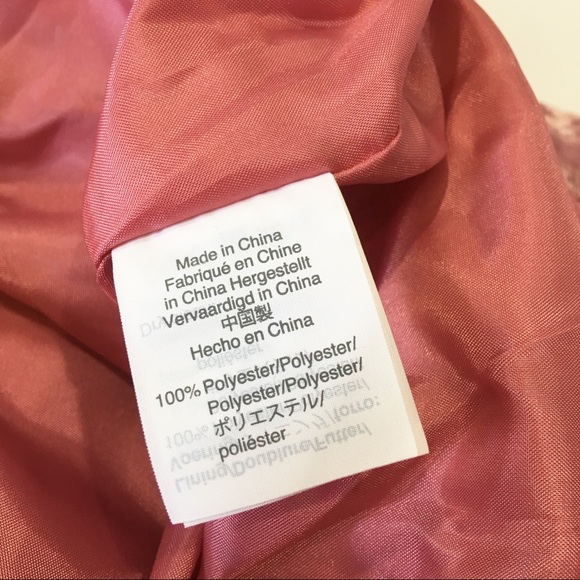 Made in China
Fabriqué en Chine
in China Hergestellt
Vervaardigd in China
中国製
Hecho en China
100% Polyester/Polyester/
Polyester/Polyester/
ポリエステル/
poliéster